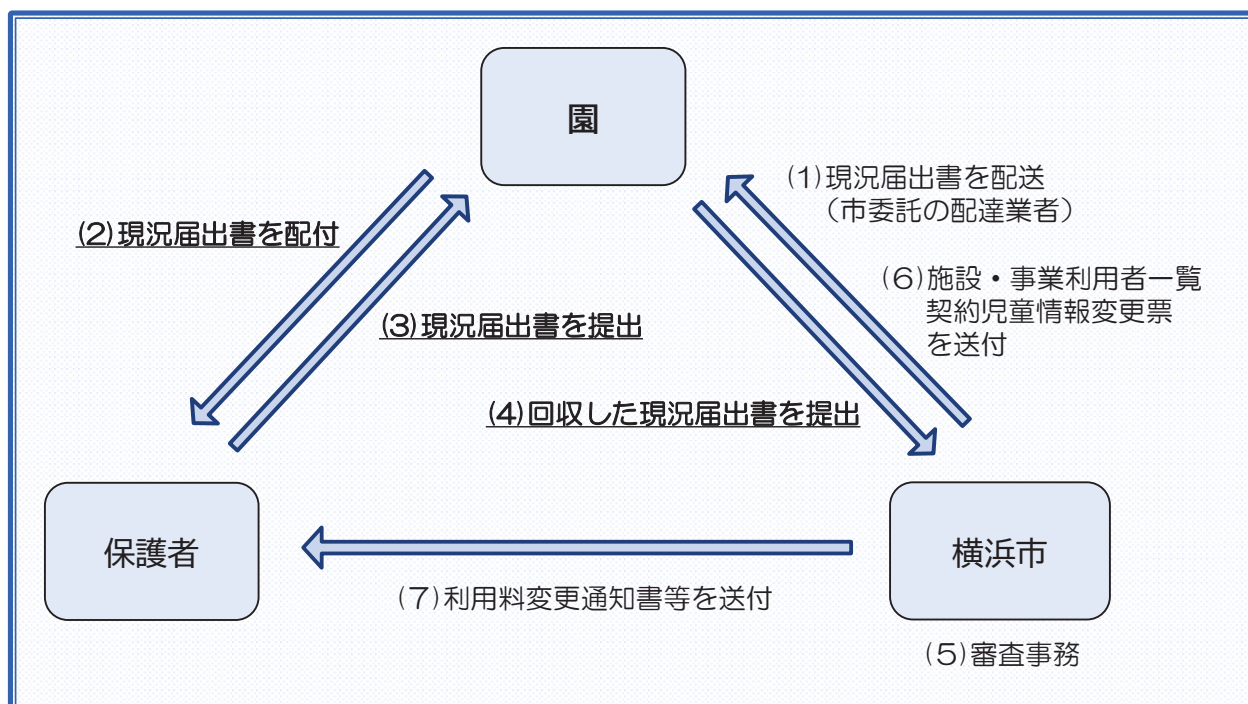 園
(1)現況届出書を配送
（市委託の配達業者）
(2)現況届出書を配付
(6)施設・事業利用者一覧
契約児童情報変更票
を送付
(3)現況届出書を提出
(4)回収した現況届出書を提出
保護者
横浜市
(7)利用料変更通知書等を送付
(5)審査事務